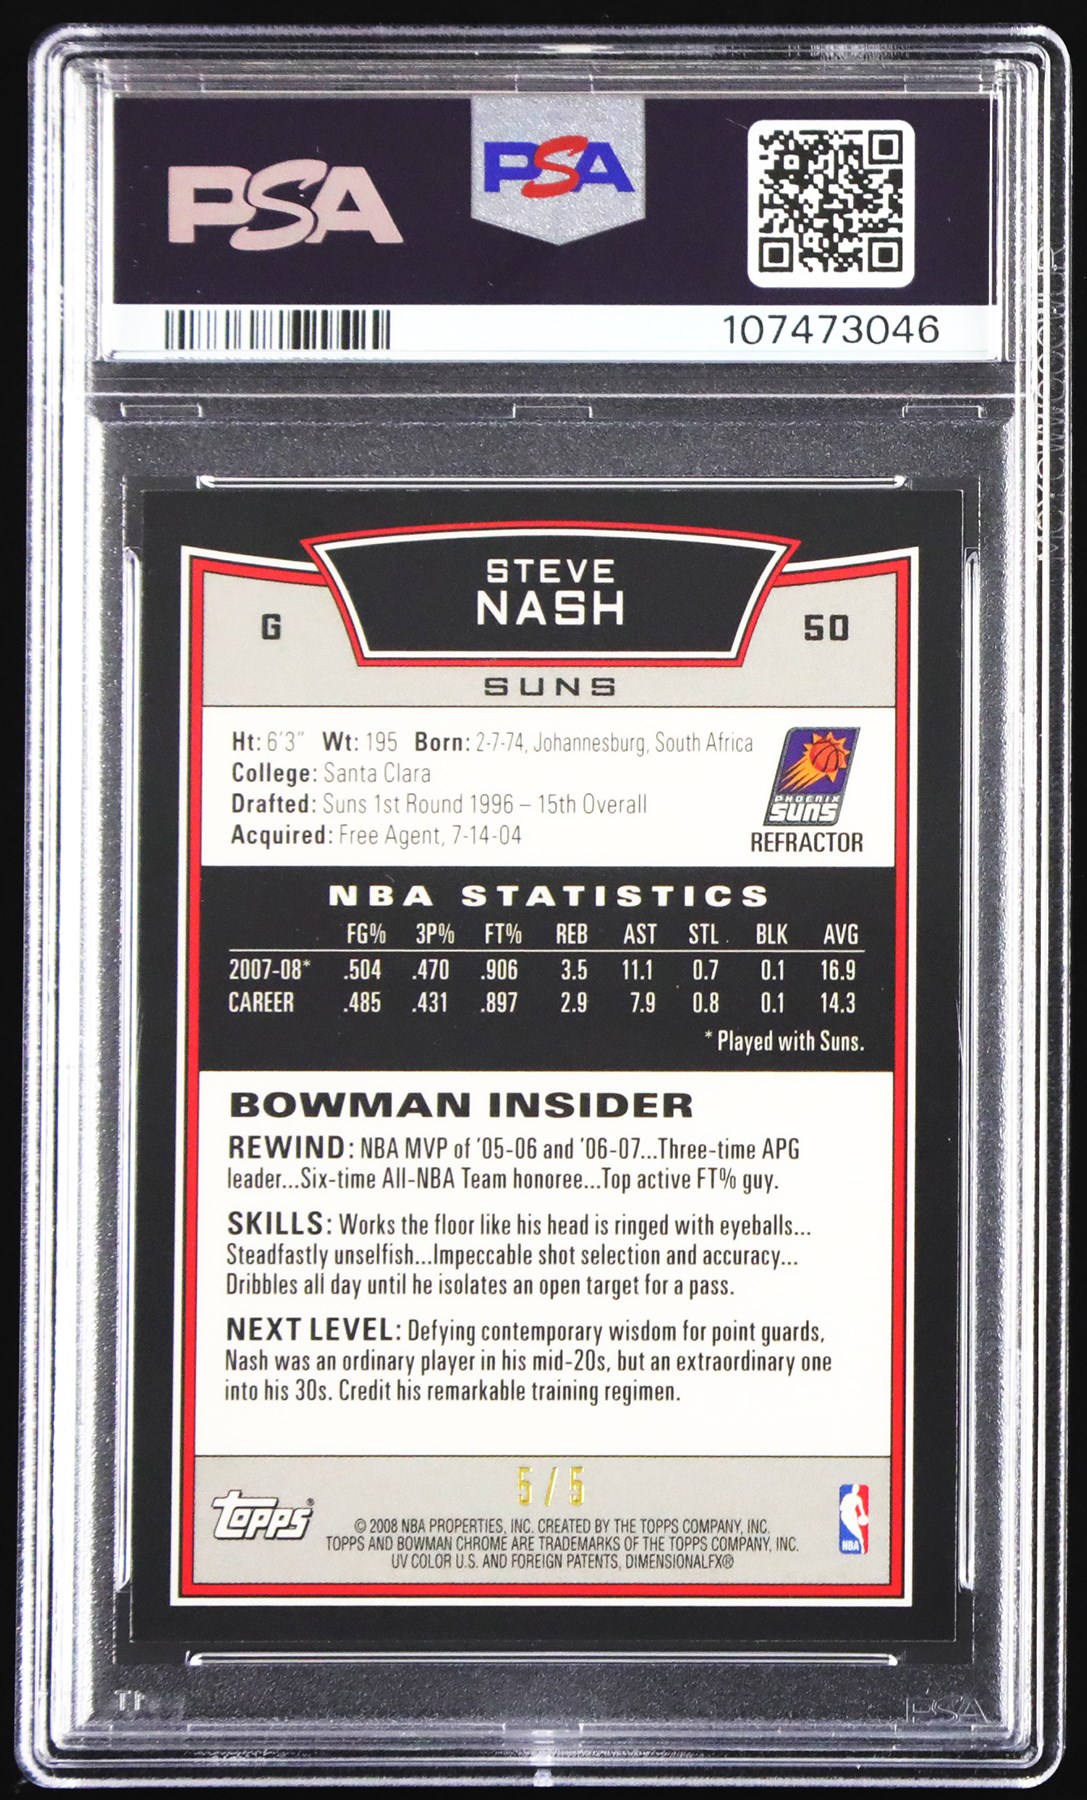 PSA
PSA
107473046
STEVE
NASH
G
50
SUNS
Ht: 6'3" Wt: 195 Born: 2-7-74, Johannesburg, South Africa
College: Santa Clara
Drafted: Suns 1st Round 1996 – 15th Overall
Acquired: Free Agent, 7-14-04
PHOENIX
SUNS
REFRACTOR
NBA STATISTICS
FG% 3P% FT% REB AST STL BLK AVG
2007-08* .504 .470 .906 3.5 11.1 0.7 0.1 16.9
CAREER .485 .431 .897 2.9 7.9 0.8 0.1 14.3
* Played with Suns.
BOWMAN INSIDER
REWIND: NBA MVP of '05-06 and '06-07...Three-time APG
leader...Six-time All-NBA Team honoree...Top active FT% guy.
SKILLS: Works the floor like his head is ringed with eyeballs...
Steadfastly unselfish...Impeccable shot selection and accuracy...
Dribbles all day until he isolates an open target for a pass.
NEXT LEVEL: Defying contemporary wisdom for point guards,
Nash was an ordinary player in his mid-20s, but an extraordinary one
into his 30s. Credit his remarkable training regimen.
5/5
Topps®
© 2008 NBA PROPERTIES, INC. CREATED BY THE TOPPS COMPANY, INC.
TOPPS AND BOWMAN CHROME ARE TRADEMARKS OF THE TOPPS COMPANY, INC.
UV COLOR U.S. AND FOREIGN PATENTS, DIMENSIONALFX®
NBA
PSA